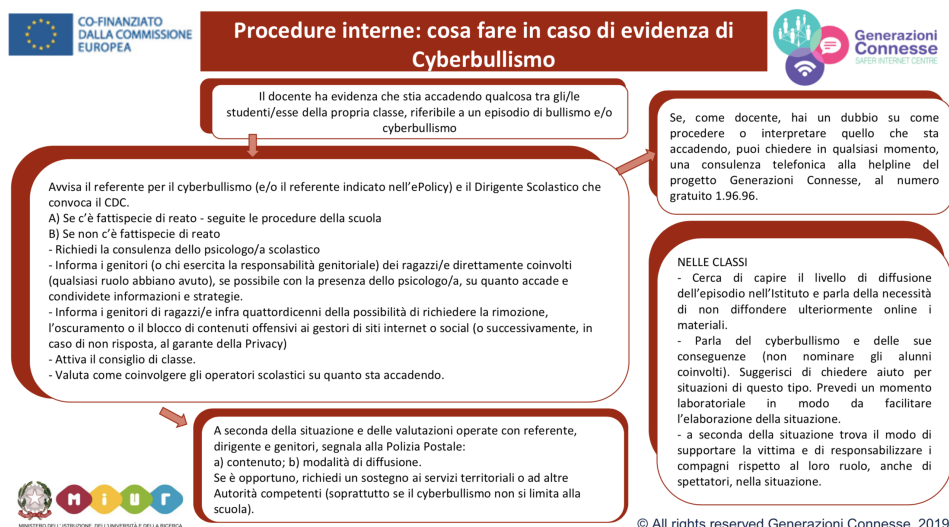 CO-FINANZIATO
DALLA COMMISSIONE
EUROPEA
Procedure interne: cosa fare in caso di evidenza di
Cyberbullismo
Generazioni
Connesse
SAFER INTERNET CENTRE
Il docente ha evidenza che stia accadendo qualcosa tra gli/le
studenti/esse della propria classe, riferibile a un episodio di bullismo e/o
cyberbullismo
Se, come docente, hai un dubbio su come
procedere o interpretare quello che sta
accadendo, puoi chiedere in qualsiasi momento,
una consulenza telefonica alla helpline del
progetto Generazioni Connesse, al numero
gratuito 1.96.96.
Avvisa il referente per il cyberbullismo (e/o il referente indicato nell'ePolicy) e il Dirigente Scolastico che
convoca il CDC.
A) Se c'è fattispecie di reato - seguite le procedure della scuola
B) Se non c'è fattispecie di reato
- Richiedi la consulenza dello psicologo/a scolastico
- Informa i genitori (o chi esercita la responsabilità genitoriale) dei ragazzi/e direttamente coinvolti
(qualsiasi ruolo abbiano avuto), se possibile con la presenza dello psicologo/a, su quanto accade e
condividete informazioni e strategie.
- Informa i genitori di ragazzi/e infra quattordicenni della possibilità di richiedere la rimozione,
l'oscuramento o il blocco di contenuti offensivi ai gestori di siti internet o social (o successivamente, in
caso di non risposta, al garante della Privacy)
- Attiva il consiglio di classe.
- Valuta come coinvolgere gli operatori scolastici su quanto sta accadendo.
NELLE CLASSI
- Cerca di capire il livello di diffusione
dell'episodio nell'Istituto e parla della necessità
di non diffondere ulteriormente online i
materiali.
- Parla del cyberbullismo e delle sue
conseguenze (non nominare gli alunni
coinvolti). Suggerisci di chiedere aiuto per
situazioni di questo tipo. Prevedi un momento
laboratoriale in modo da facilitare
l'elaborazione della situazione.
- a seconda della situazione trova il modo di
supportare la vittima e di responsabilizzare i
compagni rispetto al loro ruolo, anche di
spettatori, nella situazione.
A seconda della situazione e delle valutazioni operate con referente,
dirigente e genitori, segnala alla Polizia Postale:
a) contenuto; b) modalità di diffusione.
Se è opportuno, richiedi un sostegno ai servizi territoriali o ad altre
Autorità competenti (soprattutto se il cyberbullismo non si limita alla
scuola).
miur
MINISTERO DELL'ISTRUZIONE, DELL'UNIVERSITÀ E DELLA RICERCA
© All rights reserved Generazioni Connesse 2019